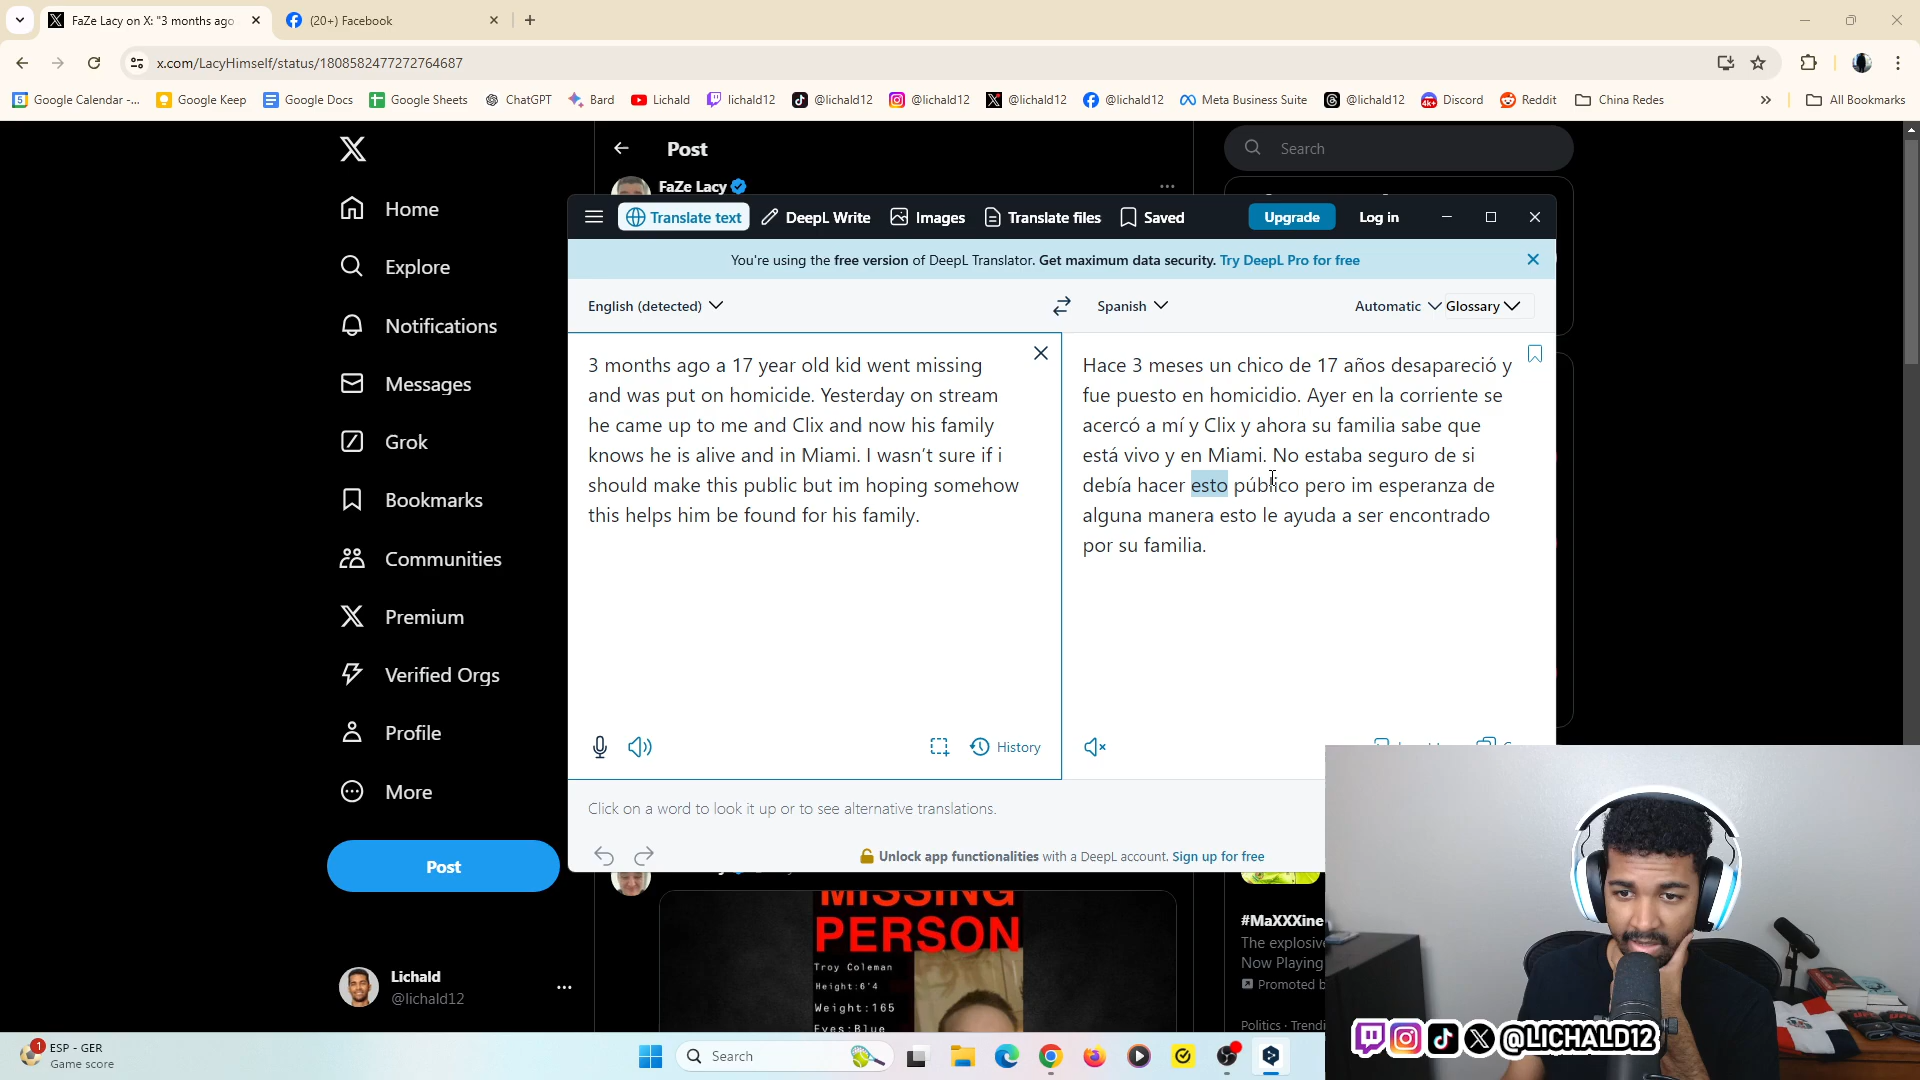 FaZe Lacy on X: "3 months ago
(20+) Facebook
x.com/LacyHimself/status/1808582477272764687
Google Calendar -...
Google Keep
Google Docs
Google Sheets
ChatGPT
Bard
Lichald
lichald12
@lichald12
@lichald12
@lichald12
@lichald12
Meta Business Suite
@lichald12
Discord
Reddit
China Redes
All Bookmarks
Home
Explore
Notifications
Messages
Grok
Bookmarks
Communities
Premium
Verified Orgs
Profile
More
Post
Lichald
@lichald12
Post
FaZe Lacy
Search
Translate text
DeepL Write
Images
Translate files
Saved
Upgrade
Log in
You're using the free version of DeepL Translator. Get maximum data security. Try DeepL Pro for free
English (detected)
Spanish
Automatic
Glossary
3 months ago a 17 year old kid went missing
and was put on homicide. Yesterday on stream
he came up to me and Clix and now his family
knows he is alive and in Miami. I wasn't sure if i
should make this public but im hoping somehow
this helps him be found for his family.
Hace 3 meses un chico de 17 años desapareció y
fue puesto en homicidio. Ayer en la corriente se
acercó a mí y Clix y ahora su familia sabe que
está vivo y en Miami. No estaba seguro de si
debía hacer esto público pero im esperanza de
alguna manera esto le ayuda a ser encontrado
por su familia.
History
Click on a word to look it up or to see alternative translations.
Unlock app functionalities with a DeepL account. Sign up for free
MISSING
PERSON
Troy Coleman
Height:6'4
Weight:165
Eyes:Blue
#MaXXXine
The explosive
Now Playing
Promoted b
Politics · Trendi
@LICHALD12
1
ESP - GER
Game score
Search